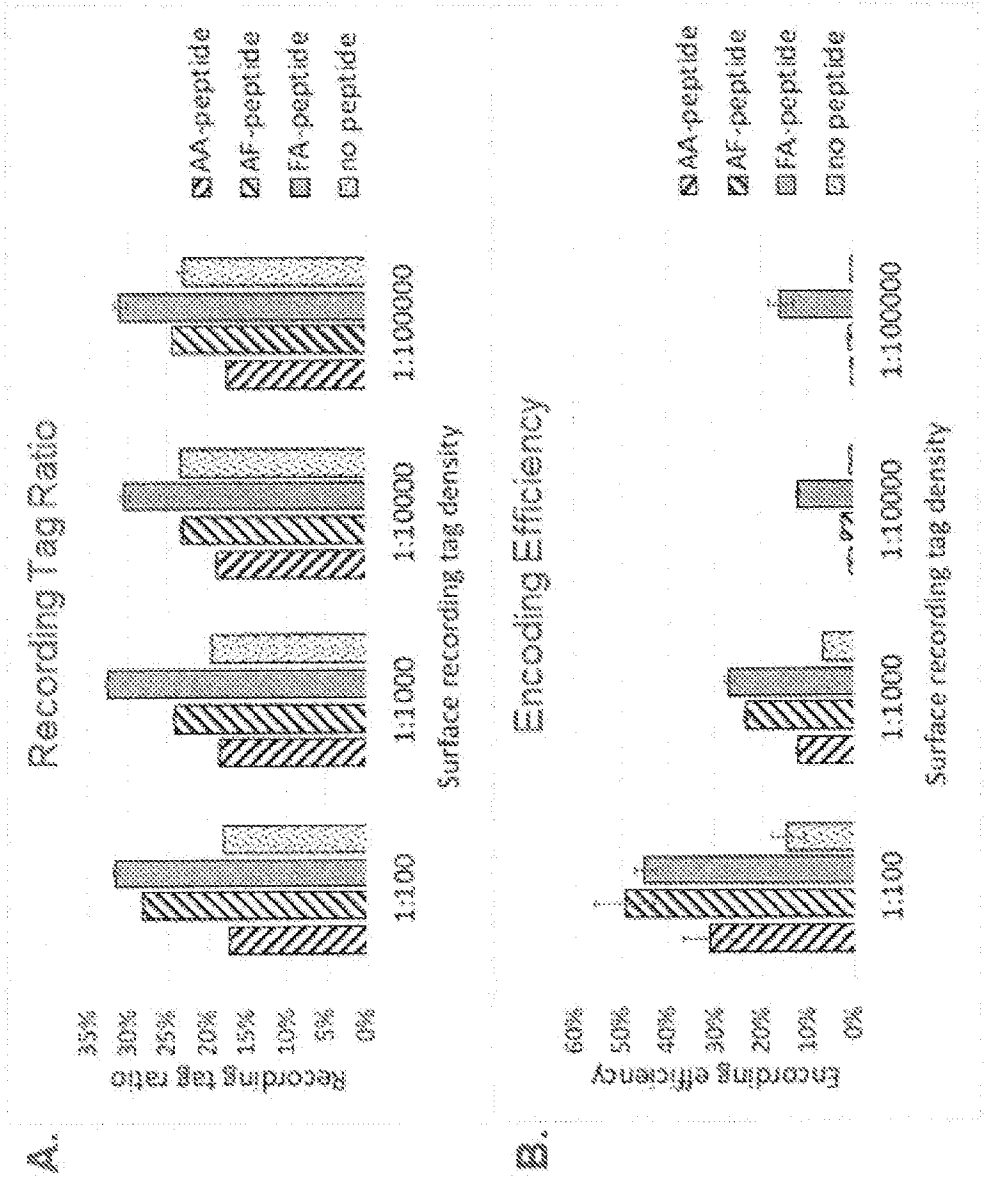 A.
Recording Tag Ratio
Recording tag ratio
35%
30%
25%
20%
15%
10%
5%
0%
1:100
1:1000
1:10000
1:100000
Surface recording tag density
AA-peptide
AF-peptide
FA-peptide
no peptide
B.
Encoding Efficiency
Encording efficiency
60%
50%
40%
30%
20%
10%
0%
1:100
1:1000
1:10000
1:100000
Surface recording tag density
AA-peptide
AF-peptide
FA-peptide
no peptide